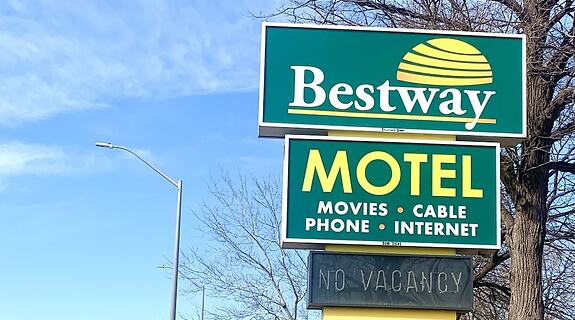 Bestway
MOTEL
MOVIES • CABLE
PHONE • INTERNET
NO VACANCY